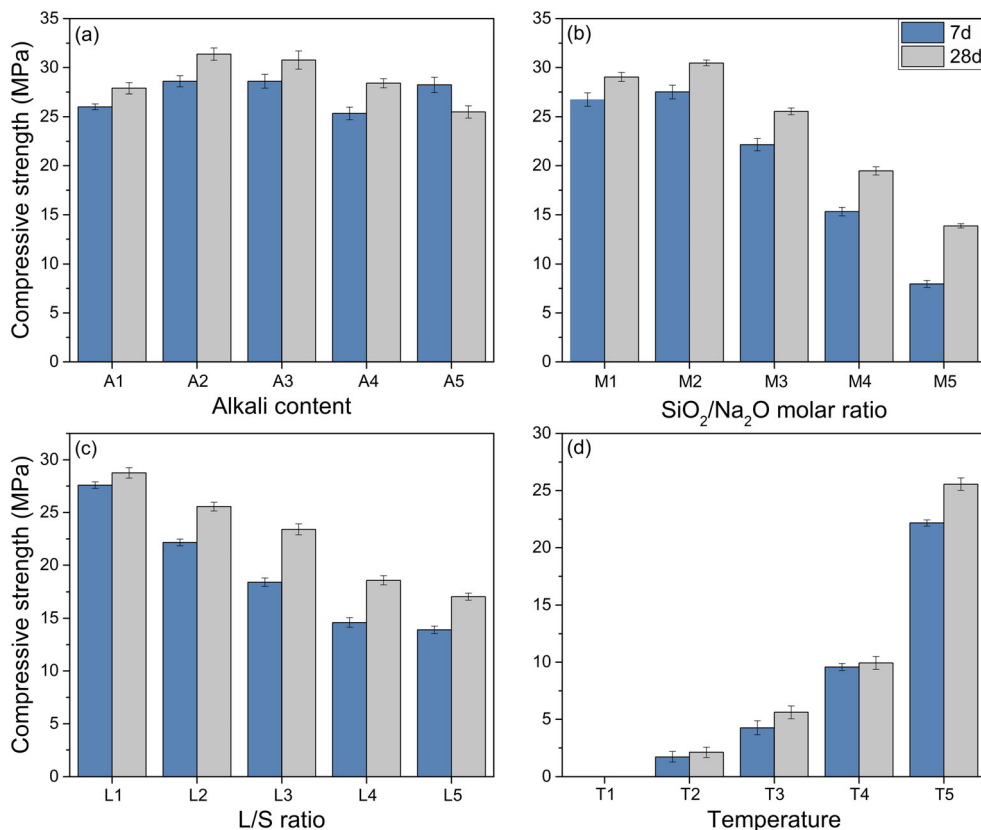 (a)
Compressive strength (MPa)
35
30
25
20
15
10
5
0
A1 A2 A3 A4 A5
Alkali content
(b)
7d
28d
35
30
25
20
15
10
5
0
M1 M2 M3 M4 M5
SiO₂/Na₂O molar ratio
(c)
Compressive strength (MPa)
30
25
20
15
10
5
0
L1 L2 L3 L4 L5
L/S ratio
(d)
30
25
20
15
10
5
0
T1 T2 T3 T4 T5
Temperature